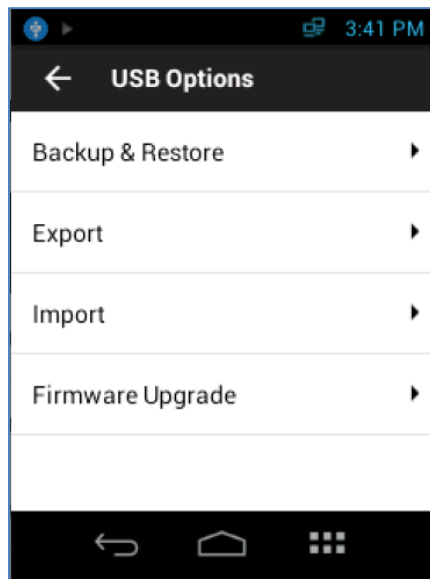 3:41 PM
USB Options
Backup & Restore
Export
Import
Firmware Upgrade